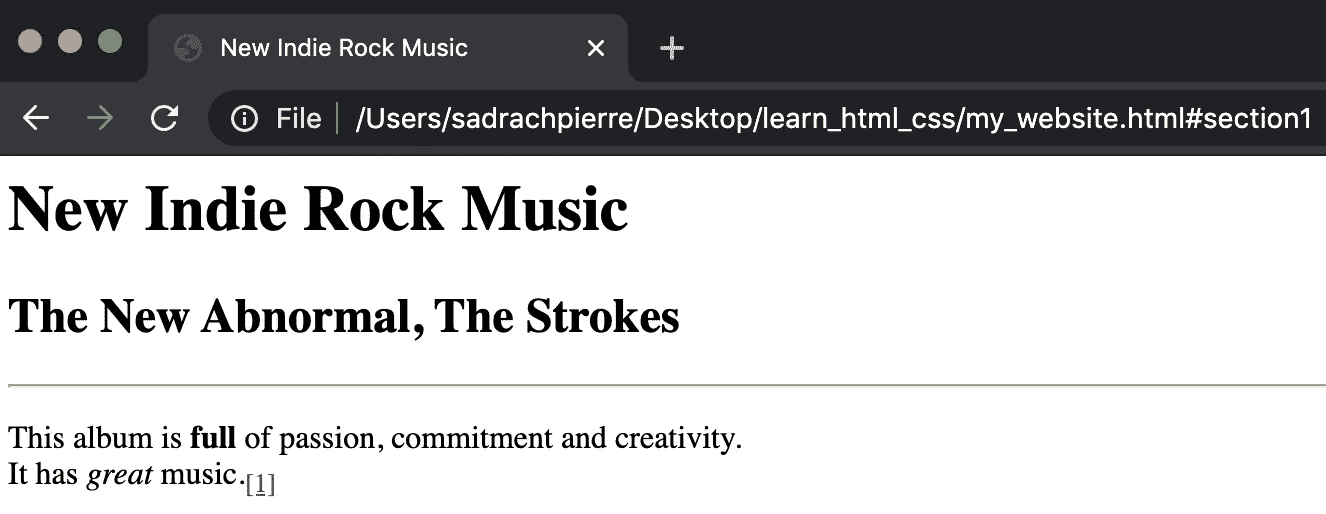 New Indie Rock Music
File /Users/sadrachpierre/Desktop/learn_html_css/my_website.html#section1
New Indie Rock Music
The New Abnormal, The Strokes
This album is full of passion, commitment and creativity.
It has great music.[1]